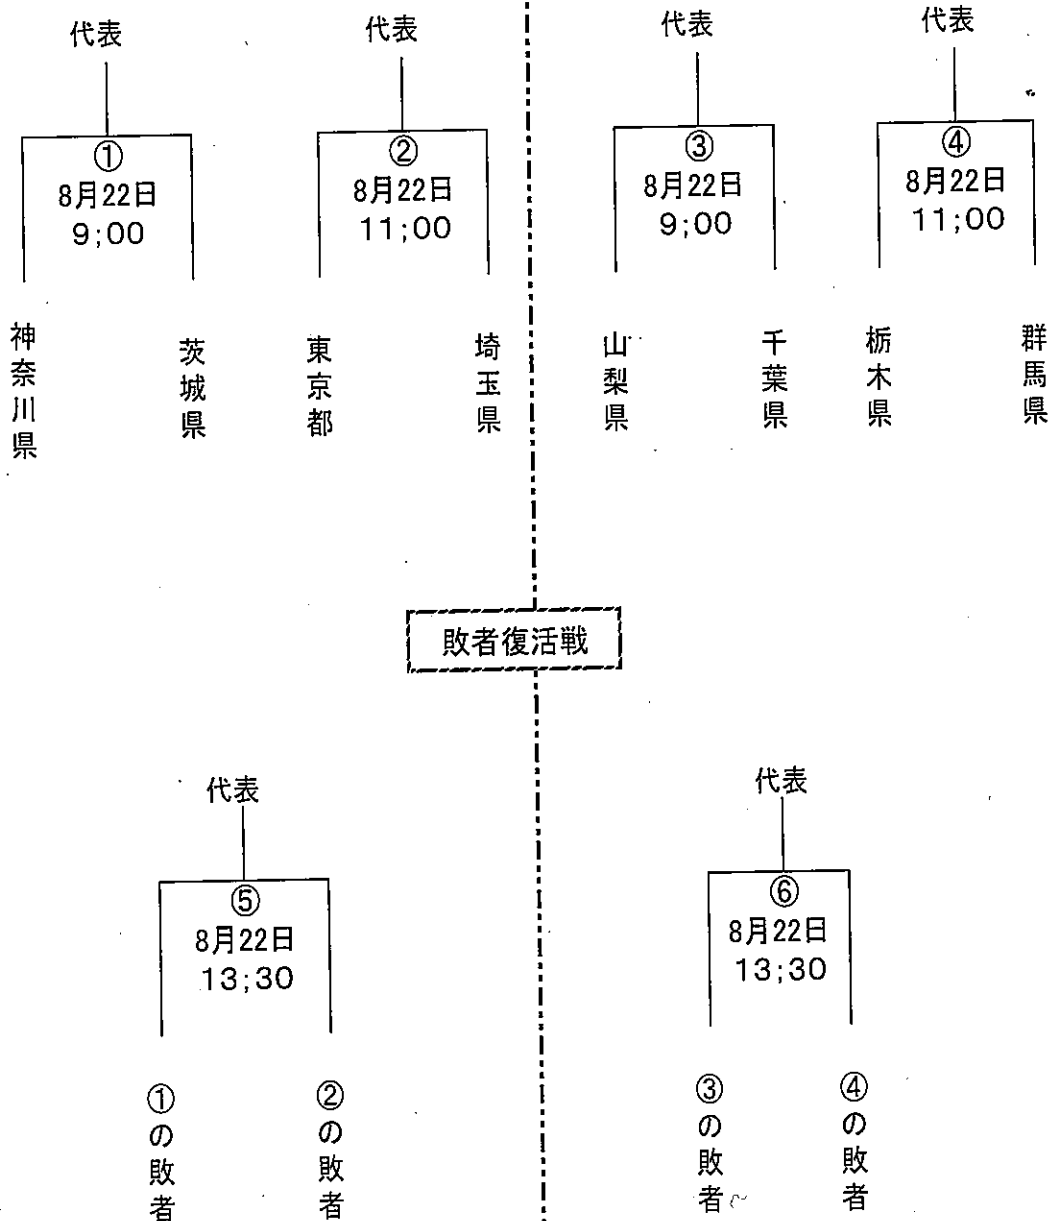 代表
代表
代表
代表
①
8月22日
9;00
②
8月22日
11;00
③
8月22日
9;00
④
8月22日
11;00
神奈川県
茨城県
東京都
埼玉県
山梨県
千葉県
栃木県
群馬県
敗者復活戦
代表
代表
⑤
8月22日
13;30
⑥
8月22日
13;30
①の敗者
②の敗者
③の敗者
④の敗者